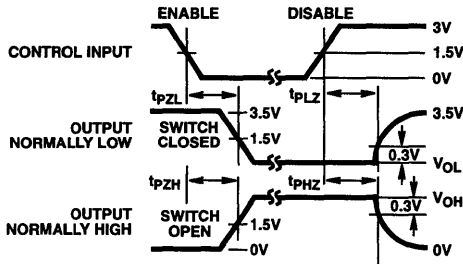 ENABLE DISABLE
3V
CONTROL INPUT 1.5V
0V
tPZL tPLZ
3.5V 3.5V
OUTPUT NORMALLY LOW
SWITCH CLOSED
1.5V
0.3V
VOL
tPZH tPHZ
VOH
0.3V
OUTPUT NORMALLY HIGH
SWITCH OPEN
1.5V
0V 0V